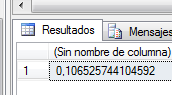 Resultados Mensajes
(Sin nombre de columna)
1 0,106525744104592